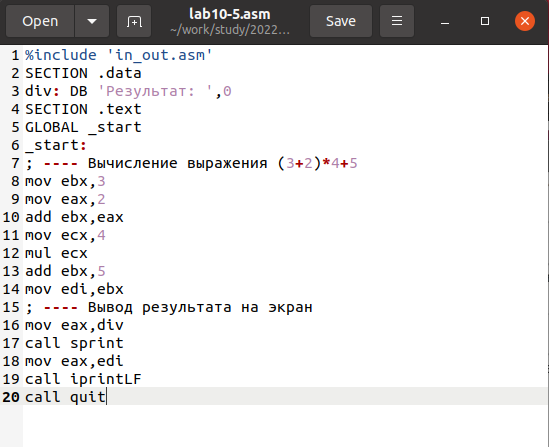 Open lab10-5.asm Save
~/work/study/2022...
1 %include 'in_out.asm'
2 SECTION .data
3 div: DB 'Результат: ',0
4 SECTION .text
5 GLOBAL _start
6 _start:
7 ; ---- Вычисление выражения (3+2)*4+5
8 mov ebx,3
9 mov eax,2
10 add ebx,eax
11 mov ecx,4
12 mul ecx
13 add ebx,5
14 mov edi,ebx
15 ; ---- Вывод результата на экран
16 mov eax,div
17 call sprint
18 mov eax,edi
19 call iprintLF
20 call quit